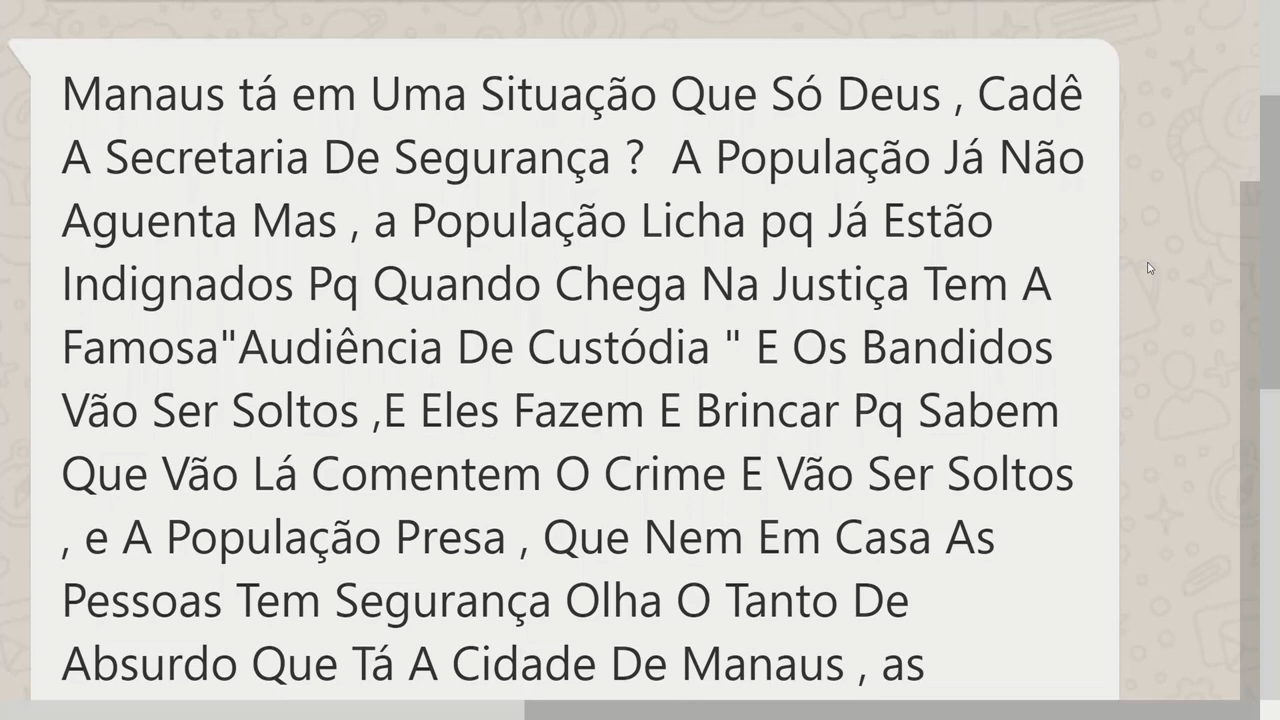 Manaus tá em Uma Situação Que Só Deus , Cadê
A Secretaria De Segurança ?  A População Já Não
Aguenta Mas , a População Licha pq Já Estão
Indignados Pq Quando Chega Na Justiça Tem A
Famosa"Audiência De Custódia " E Os Bandidos
Vão Ser Soltos ,E Eles Fazem E Brincar Pq Sabem
Que Vão Lá Comentem O Crime E Vão Ser Soltos
, e A População Presa , Que Nem Em Casa As
Pessoas Tem Segurança Olha O Tanto De
Absurdo Que Tá A Cidade De Manaus , as